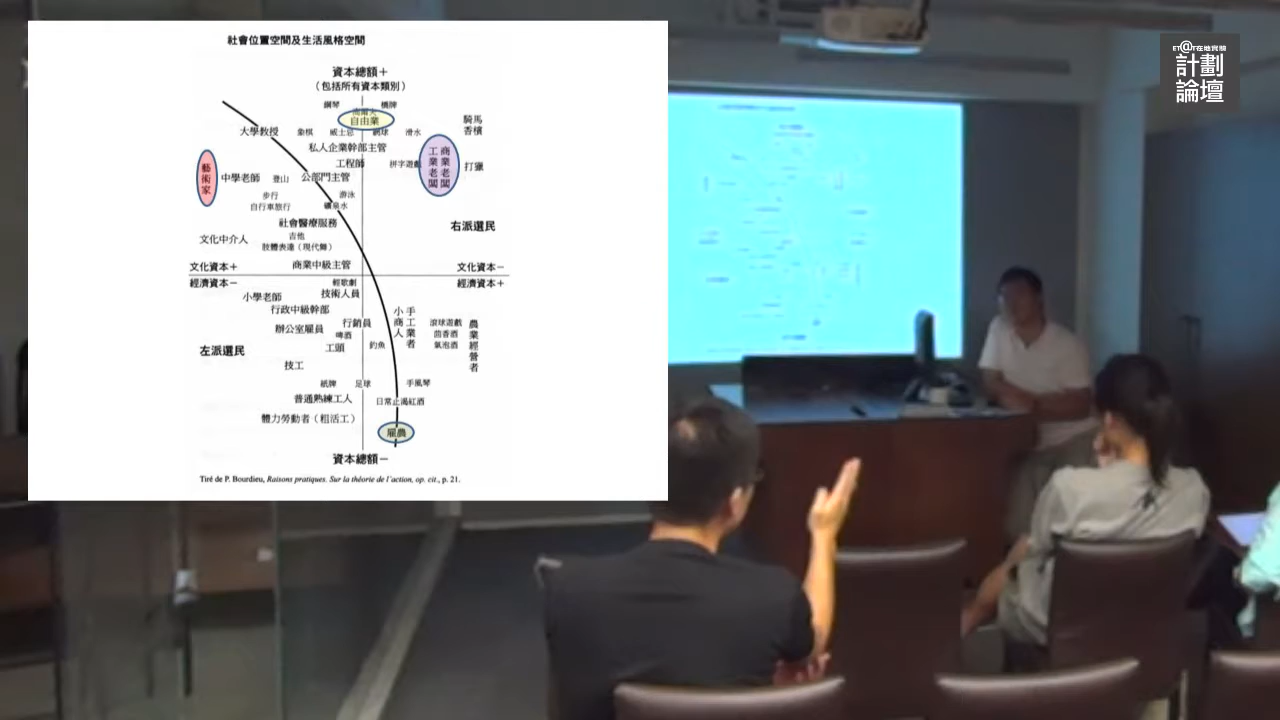 社會位置空間及生活風格空間
資本總額＋
（包括所有資本類別）
鋼琴 橋牌
高爾夫
自由業
騎馬
香檳
大學教授 象棋 威士忌 網球 滑水
私人企業幹部主管
工程師 拼字遊戲
商業老闆
工業老闆
打獵
藝術家
中學老師 登山 公部門主管
步行 游泳
自行車旅行 礦泉水
社會醫療服務
右派選民
吉他
文化中介人
肢體表達（現代舞）
商業中級主管
文化資本＋ 文化資本－
經濟資本－ 經濟資本＋
輕歌劇
小學老師 技術人員
行政中級幹部
手工業者
小商人
辦公室雇員 行銷員
滾球遊戲
茴香酒
氣泡酒
農業經營者
啤酒
左派選民 工頭 釣魚
技工
紙牌 足球 手風琴
普通熟練工人 日常止渴紅酒
體力勞動者（粗活工）
雇農
資本總額－
Tiré de P. Bourdieu, Raisons pratiques. Sur la théorie de l'action, op. cit., p. 21.
ET@T在地實驗
計劃
論壇